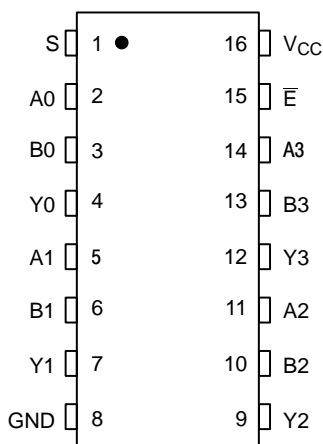 S 1 16 V_CC
A0 2 15 E̅
B0 3 14 A3
Y0 4 13 B3
A1 5 12 Y3
B1 6 11 A2
Y1 7 10 B2
GND 8 9 Y2